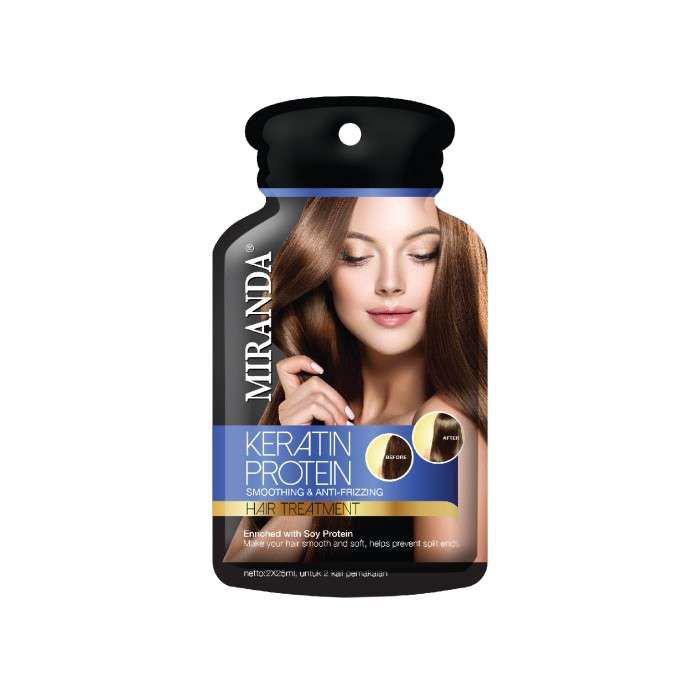 MIRANDA®
KERATIN
PROTEIN
SMOOTHING & ANTI-FRIZZING
HAIR TREATMENT
BEFORE
AFTER
Enriched with Soy Protein
Make your hair smooth and soft, helps prevent split ends.
netto:2X25ml, untuk 2 kali pemakaian